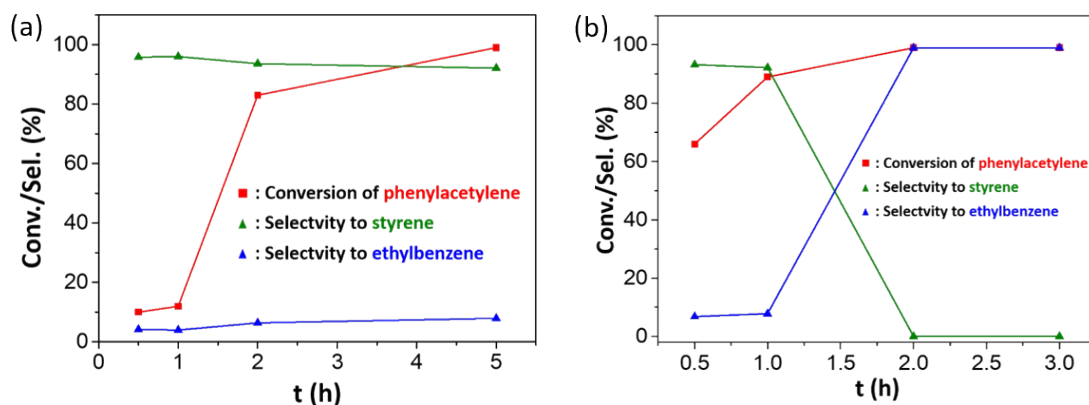 (a)
Conv./Sel. (%)
100
80
60
40
20
0
: Conversion of phenylacetylene
: Selectvity to styrene
: Selectvity to ethylbenzene
0 1 2 3 4 5
t (h)
(b)
Conv./Sel. (%)
100
80
60
40
20
0
: Conversion of phenylacetylene
: Selectvity to styrene
: Selectvity to ethylbenzene
0.5 1.0 1.5 2.0 2.5 3.0
t (h)